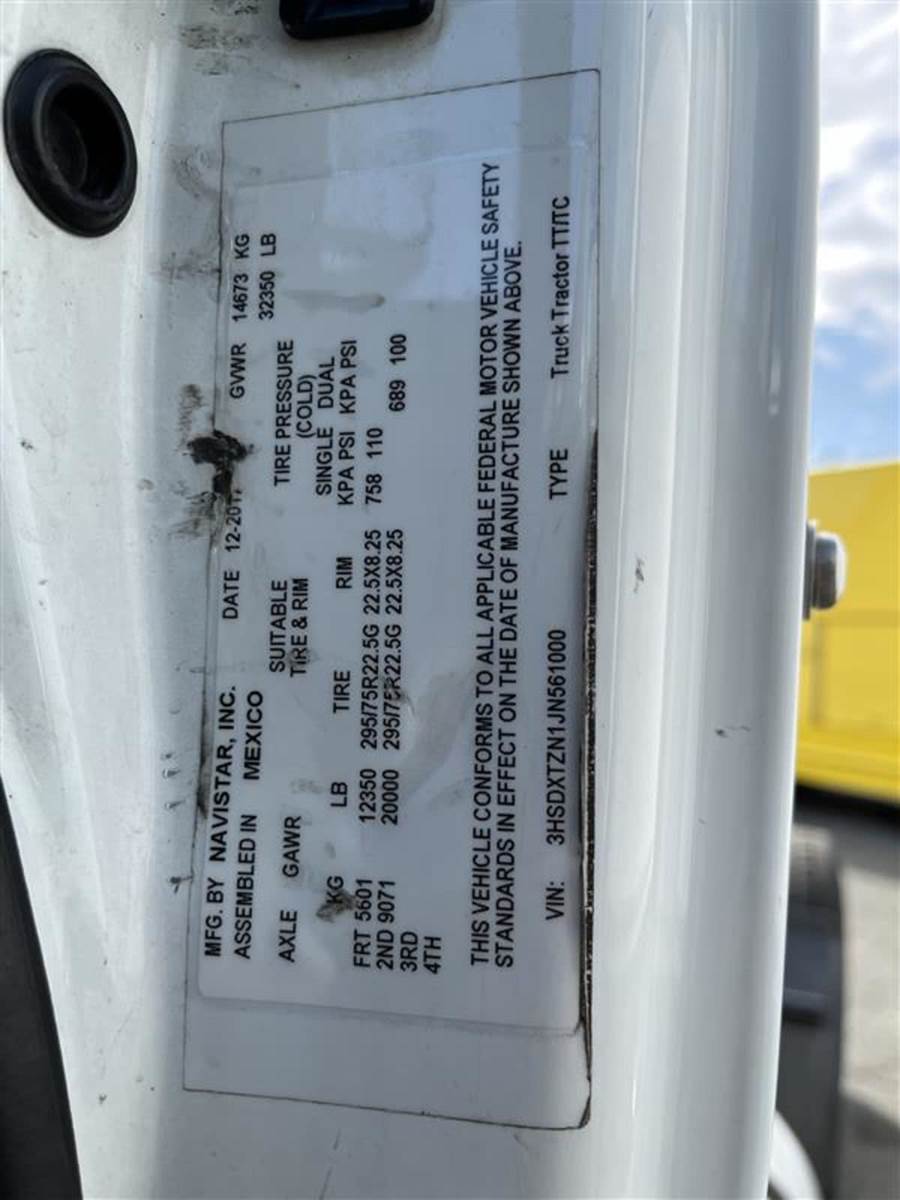 MFG. BY NAVISTAR, INC. DATE 12-2017 GVWR 14673 KG
ASSEMBLED IN MEXICO 32350 LB
SUITABLE TIRE PRESSURE
AXLE GAWR TIRE & RIM (COLD)
SINGLE DUAL
KG LB TIRE RIM KPA PSI KPA PSI
FRT 5601 12350 295/75R22.5G 22.5X8.25 758 110
2ND 9071 20000 295/75R22.5G 22.5X8.25 689 100
3RD
4TH
THIS VEHICLE CONFORMS TO ALL APPLICABLE FEDERAL MOTOR VEHICLE SAFETY
STANDARDS IN EFFECT ON THE DATE OF MANUFACTURE SHOWN ABOVE.
VIN: 3HSDXTZN1JN561000 TYPE Truck Tractor TT/TC